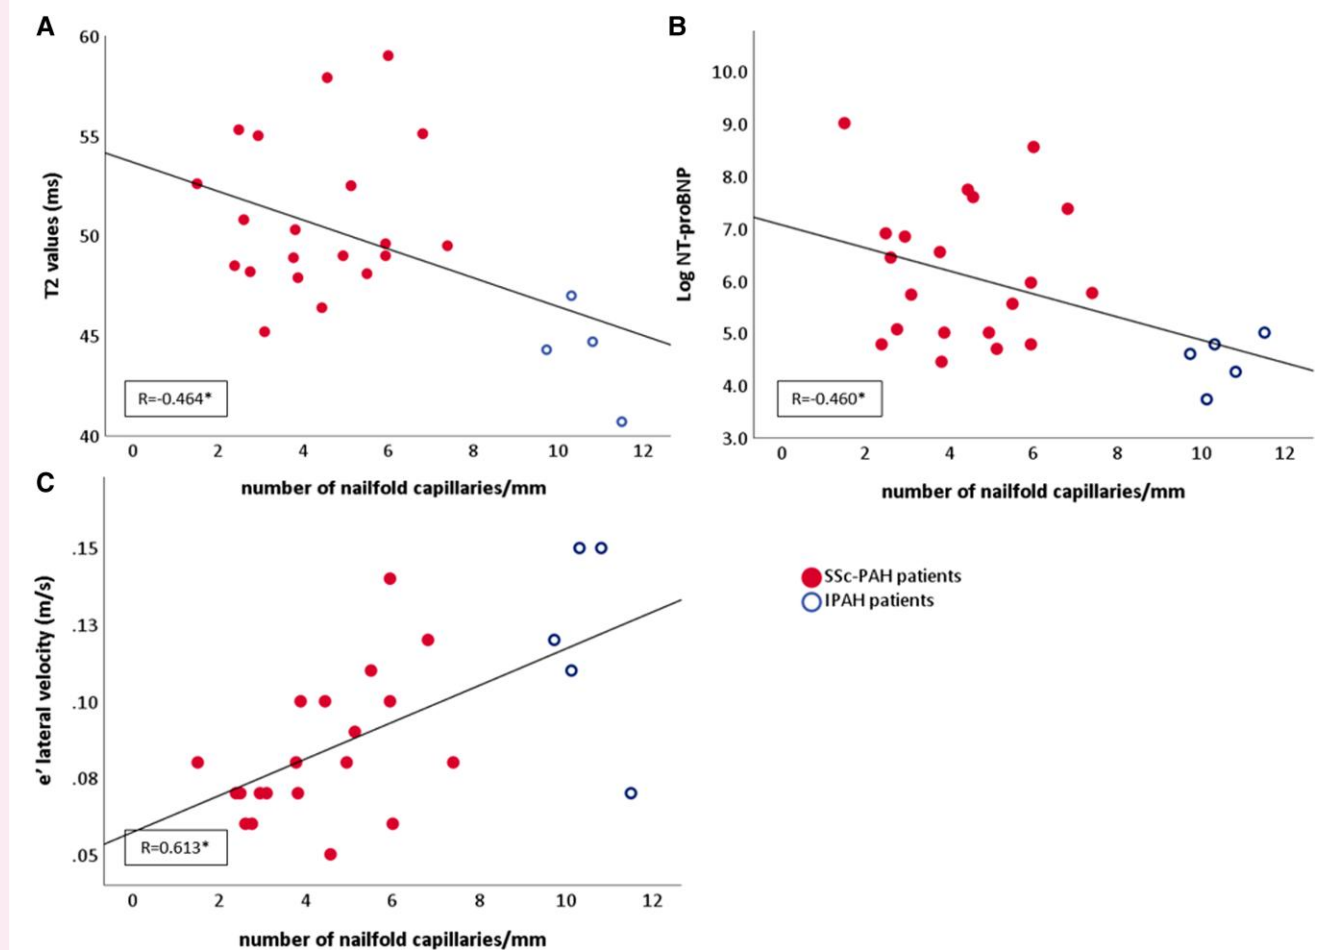 A
B
60
55
50
45
40
T2 values (ms)
R=-0.464*
0 2 4 6 8 10 12
number of nailfold capillaries/mm
10.0
9.0
8.0
7.0
6.0
5.0
4.0
3.0
Log NT-proBNP
R=-0.460*
0 2 4 6 8 10 12
number of nailfold capillaries/mm
C
.15
.13
.10
.08
.05
e’ lateral velocity (m/s)
R=0.613*
0 2 4 6 8 10 12
number of nailfold capillaries/mm
SSc-PAH patients
IPAH patients